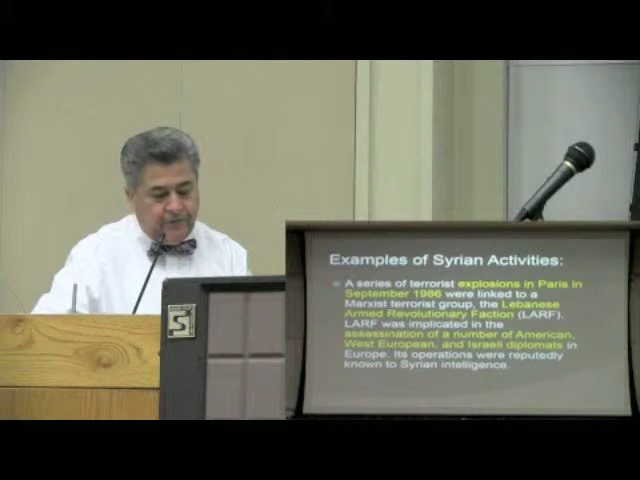 Examples of Syrian Activities:
A series of terrorist explosions in Paris in
September 1986 were linked to a
Marxist terrorist group, the Lebanese
Armed Revolutionary Faction (LARF).
LARF was implicated in the
assassination of a number of American,
West European, and Israeli diplomats in
Europe. Its operations were reputedly
known to Syrian intelligence.
5